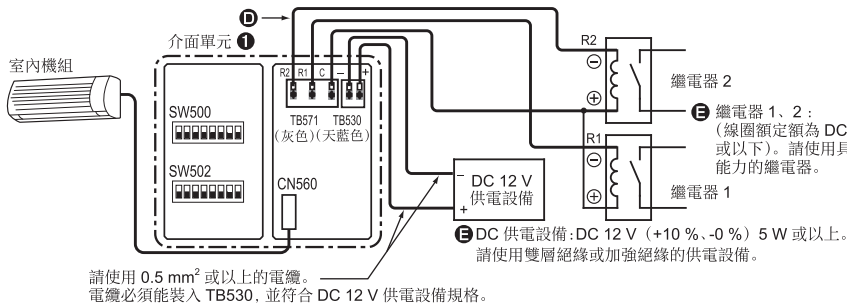 D
介面單元 1
室內機組
R2 R1 C − +
TB571 TB530
(灰色)(天藍色)
SW500
SW502
CN560
R2
−
+
繼電器 2
R1
−
+
繼電器 1
E 繼電器 1、2：
(線圈額定額為 DC
或以下)。請使用具
能力的繼電器。
−
DC 12 V
供電設備
+
E DC 供電設備：DC 12 V（+10 %、-0 %）5 W 或以上。
請使用雙層絕緣或加強絕緣的供電設備。
請使用 0.5 mm² 或以上的電纜。
電纜必須能裝入 TB530，並符合 DC 12 V 供電設備規格。